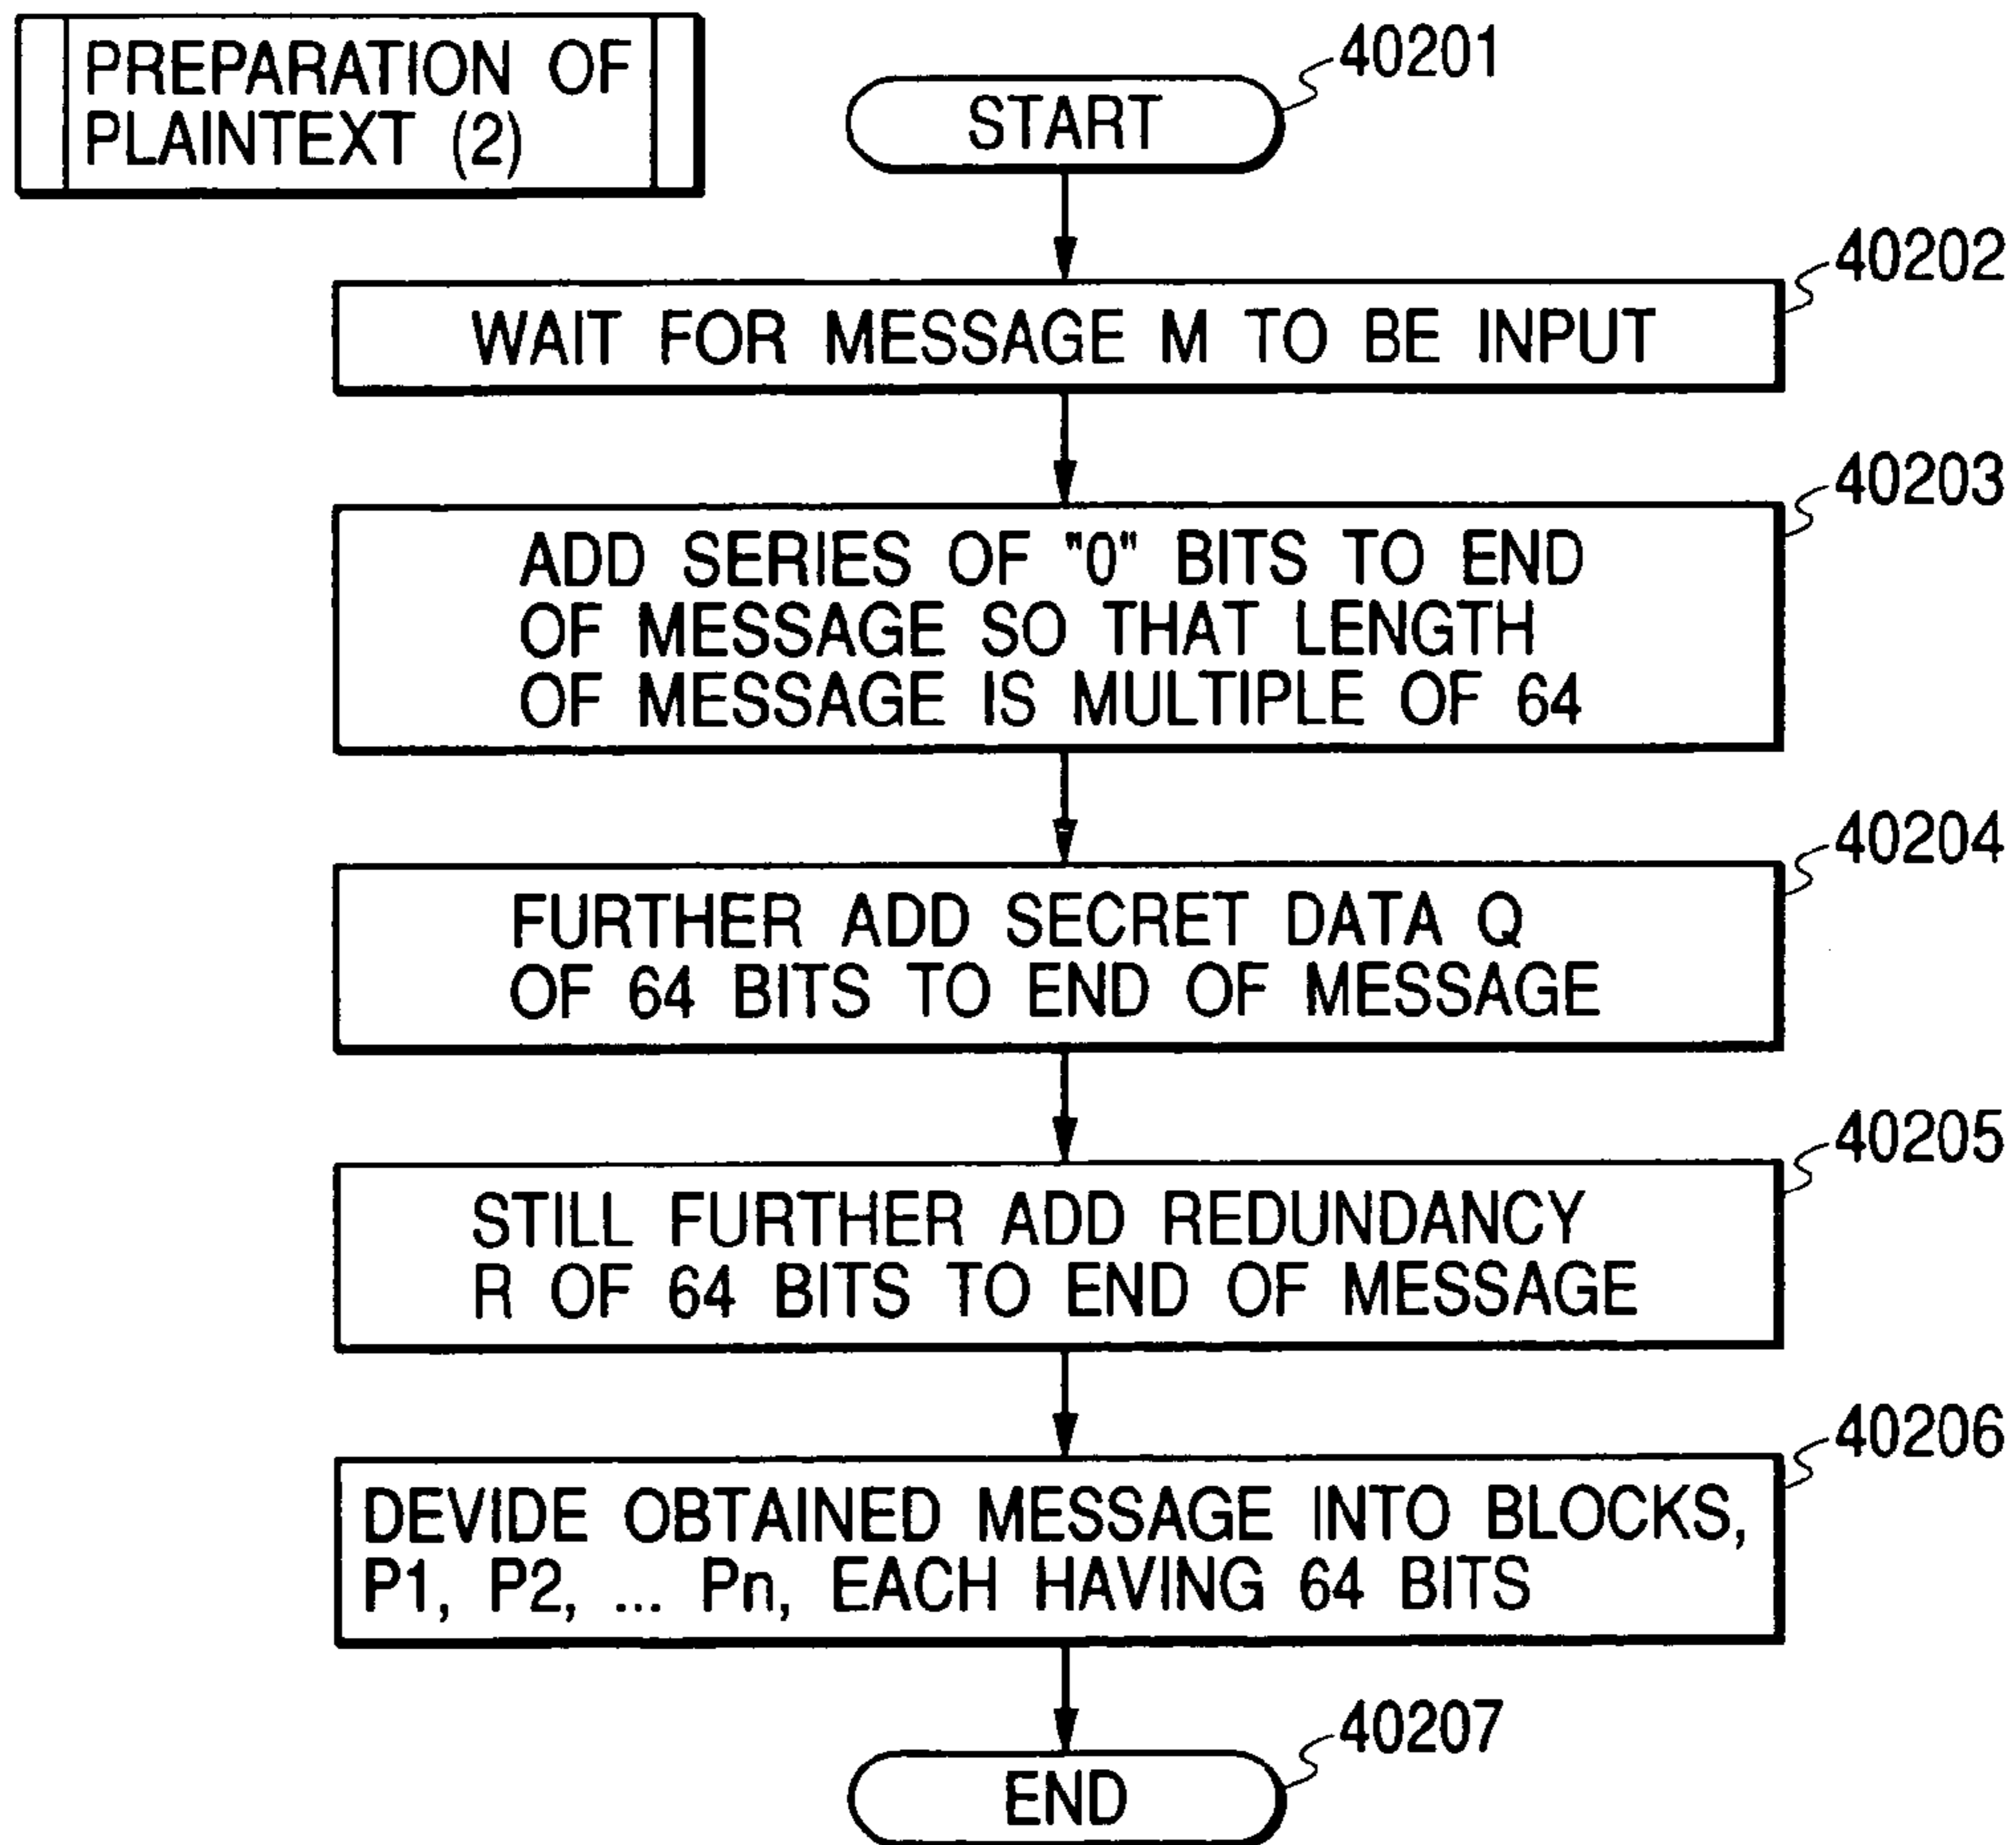 PREPARATION OF
PLAINTEXT (2)
START
40201
WAIT FOR MESSAGE M TO BE INPUT
40202
ADD SERIES OF "0" BITS TO END
OF MESSAGE SO THAT LENGTH
OF MESSAGE IS MULTIPLE OF 64
40203
FURTHER ADD SECRET DATA Q
OF 64 BITS TO END OF MESSAGE
40204
STILL FURTHER ADD REDUNDANCY
R OF 64 BITS TO END OF MESSAGE
40205
DEVIDE OBTAINED MESSAGE INTO BLOCKS,
P1, P2, ... Pn, EACH HAVING 64 BITS
40206
END
40207